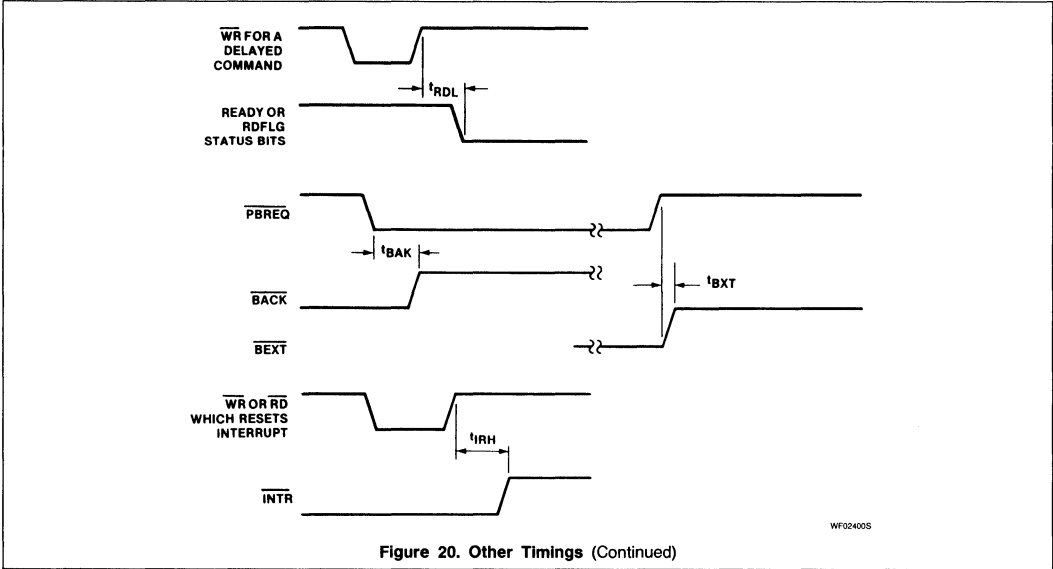 WR FOR A
DELAYED
COMMAND
tRDL
READY OR
RDFLG
STATUS BITS
PBREQ
tBAK
BACK
tBXT
BEXT
WR OR RD
WHICH RESETS
INTERRUPT
tIRH
INTR
WF02400S
Figure 20. Other Timings (Continued)